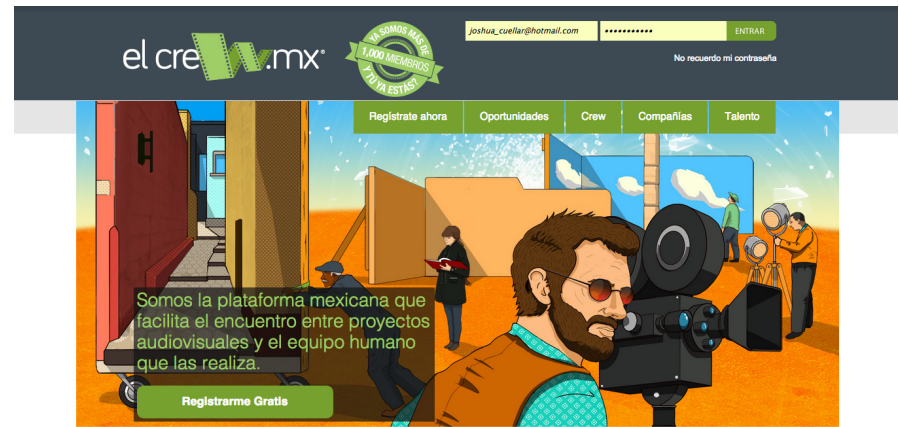 el crew.mx
YA SOMOS MÁS DE
1,000 MIEMBROS
Y TU YA ESTÁS?
joshua_cuellar@hotmail.com
•••••••••••
ENTRAR
No recuerdo mi contraseña
Regístrate ahora
Oportunidades
Crew
Compañías
Talento
Somos la plataforma mexicana que
facilita el encuentro entre proyectos
audiovisuales y el equipo humano
que las realiza.
Registrarme Gratis